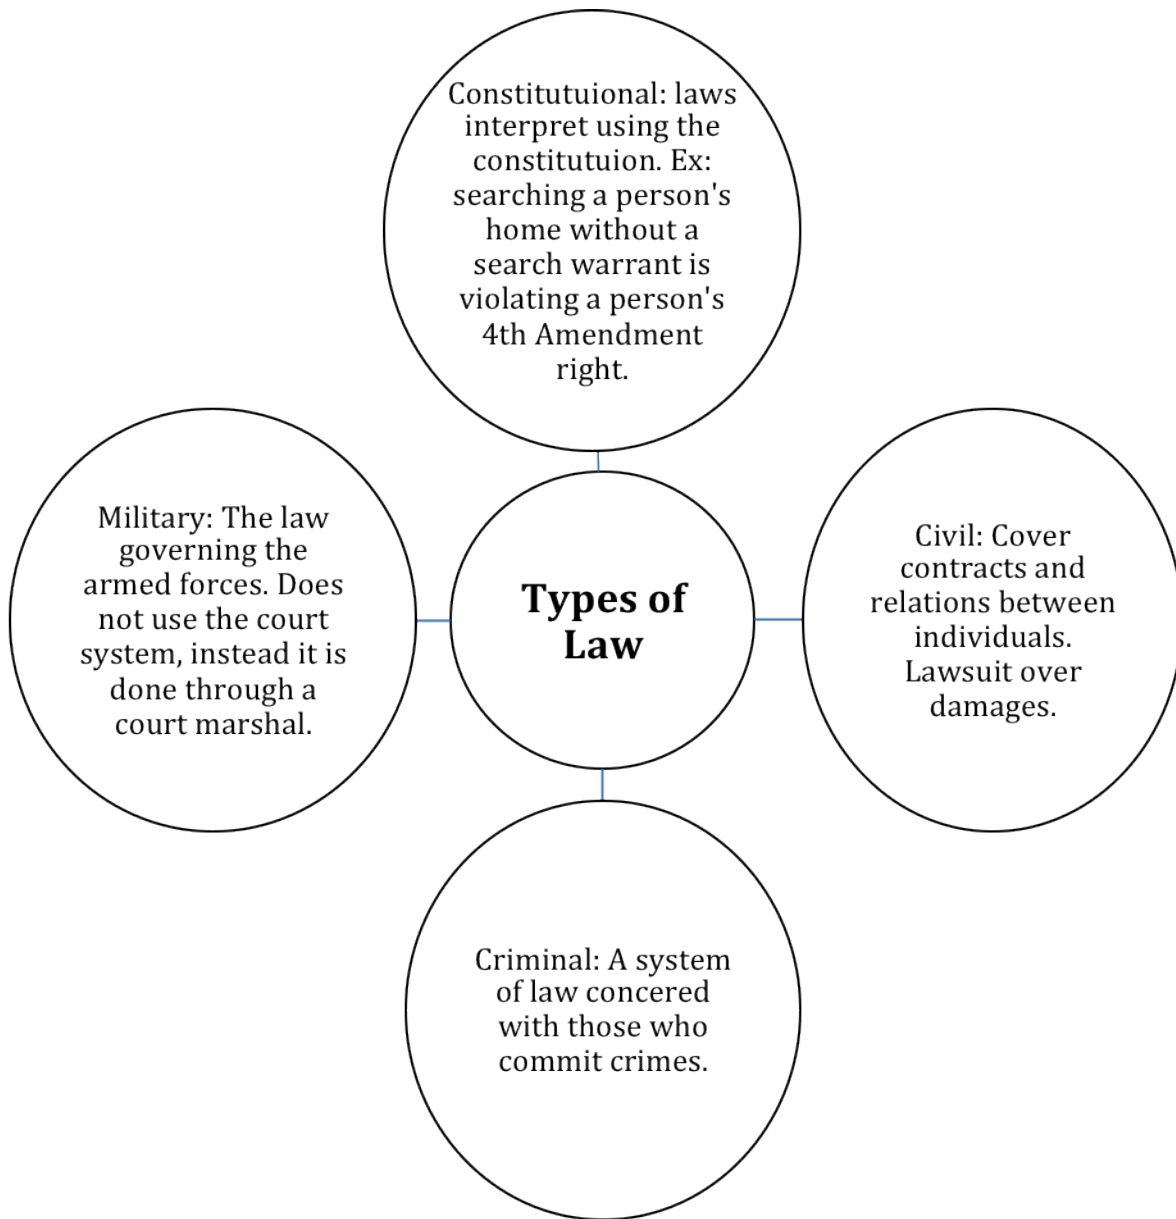 Constitutuional: laws
interpret using the
constitutuion. Ex:
searching a person's
home without a
search warrant is
violating a person's
4th Amendment
right.
Military: The law
governing the
armed forces. Does
not use the court
system, instead it is
done through a
court marshal.
Types of
Law
Civil: Cover
contracts and
relations between
individuals.
Lawsuit over
damages.
Criminal: A system
of law concered
with those who
commit crimes.